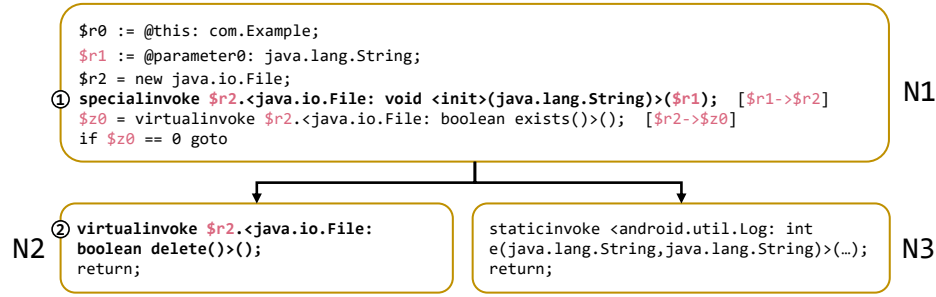 $r0 := @this: com.Example;
$r1 := @parameter0: java.lang.String;
$r2 = new java.io.File;
① specialinvoke $r2.<java.io.File: void <init>(java.lang.String)>($r1); [$r1->$r2]
$z0 = virtualinvoke $r2.<java.io.File: boolean exists()>(); [$r2->$z0]
if $z0 == 0 goto
N1
N2
② virtualinvoke $r2.<java.io.File:
boolean delete()>();
return;
staticinvoke <android.util.Log: int
e(java.lang.String,java.lang.String)>(…);
return;
N3